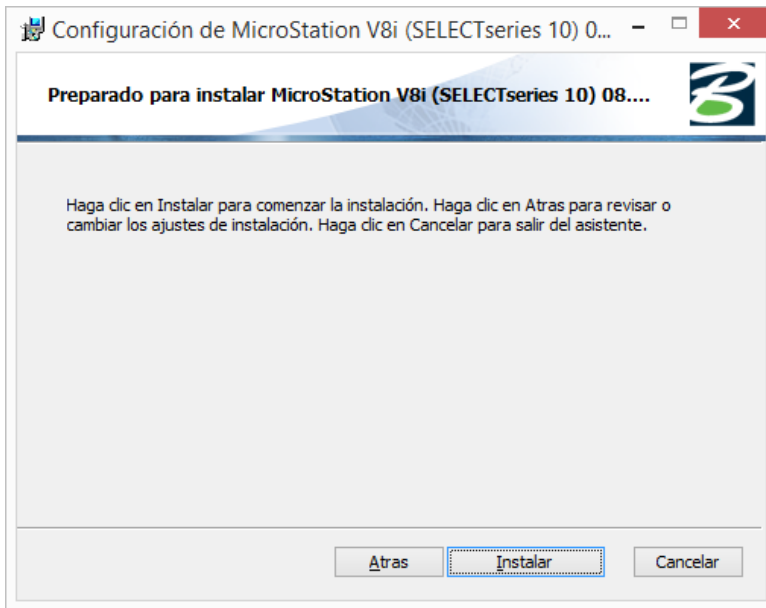 Configuración de MicroStation V8i (SELECTseries 10) 0...
Preparado para instalar MicroStation V8i (SELECTseries 10) 08....
Haga clic en Instalar para comenzar la instalación. Haga clic en Atras para revisar o
cambiar los ajustes de instalación. Haga clic en Cancelar para salir del asistente.
Atras Instalar Cancelar